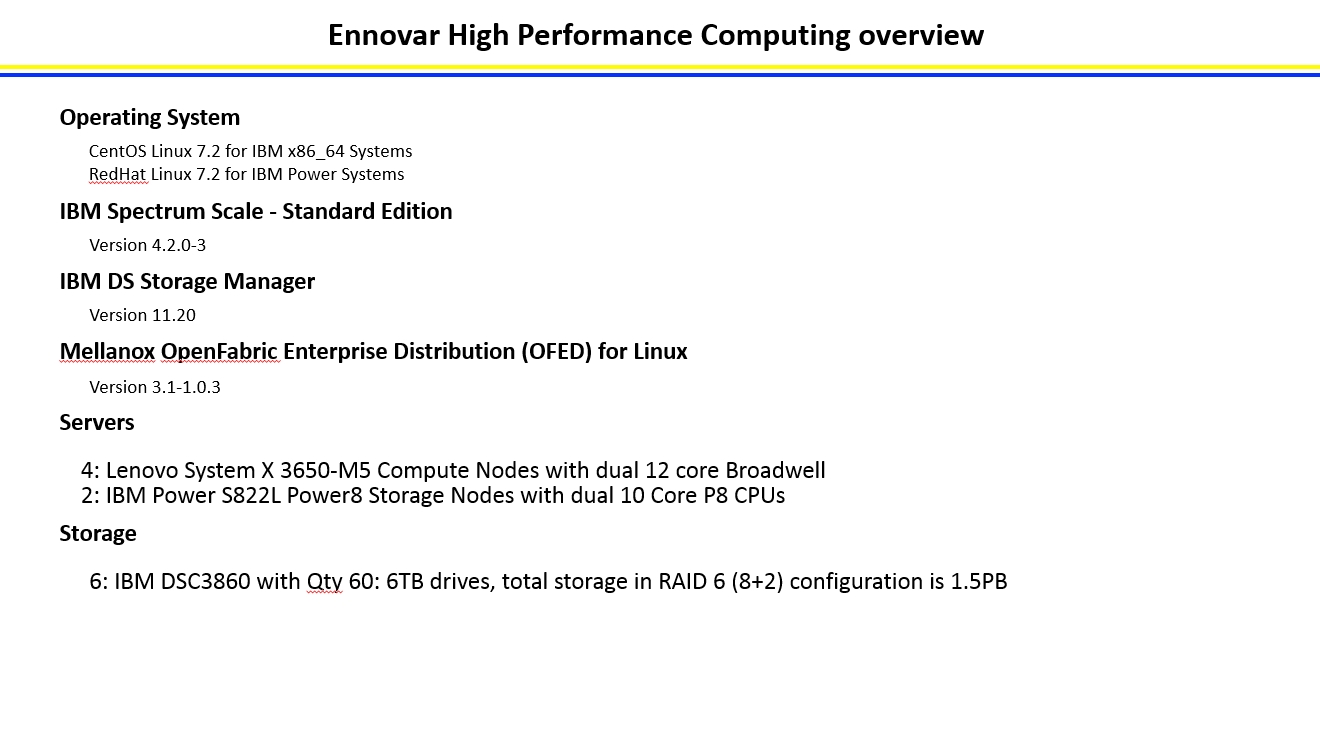 Ennovar High Performance Computing overview
Operating System
CentOS Linux 7.2 for IBM x86_64 Systems
RedHat Linux 7.2 for IBM Power Systems
IBM Spectrum Scale - Standard Edition
Version 4.2.0-3
IBM DS Storage Manager
Version 11.20
Mellanox OpenFabric Enterprise Distribution (OFED) for Linux
Version 3.1-1.0.3
Servers
4: Lenovo System X 3650-M5 Compute Nodes with dual 12 core Broadwell
2: IBM Power S822L Power8 Storage Nodes with dual 10 Core P8 CPUs
Storage
6: IBM DSC3860 with Qty 60: 6TB drives, total storage in RAID 6 (8+2) configuration is 1.5PB